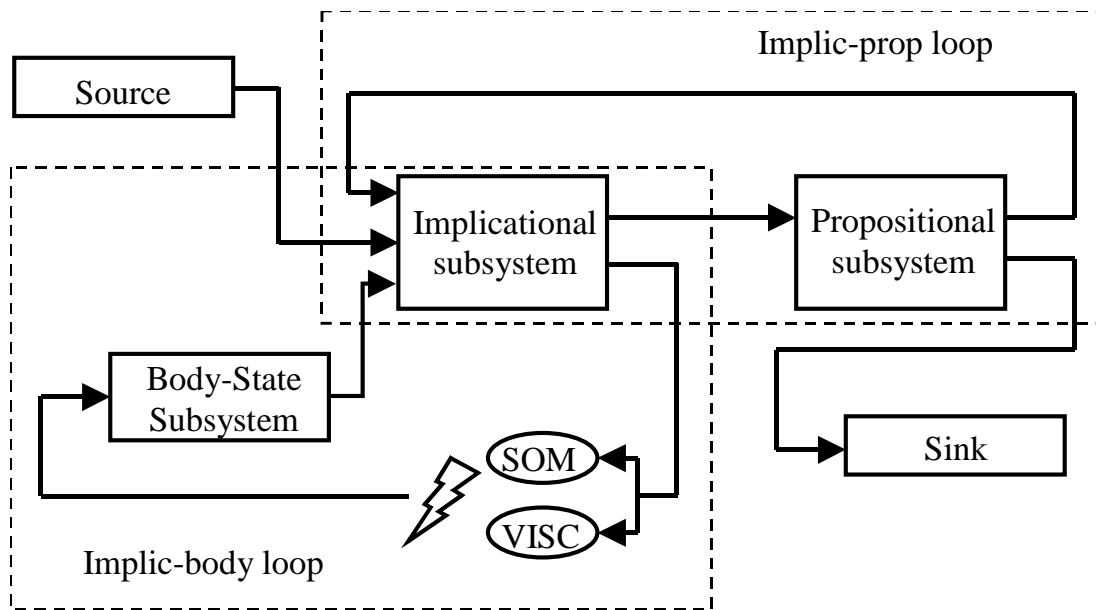 Implic-prop loop
Source
Implicational
subsystem
Propositional
subsystem
Body-State
Subsystem
SOM
Sink
VISC
Implic-body loop